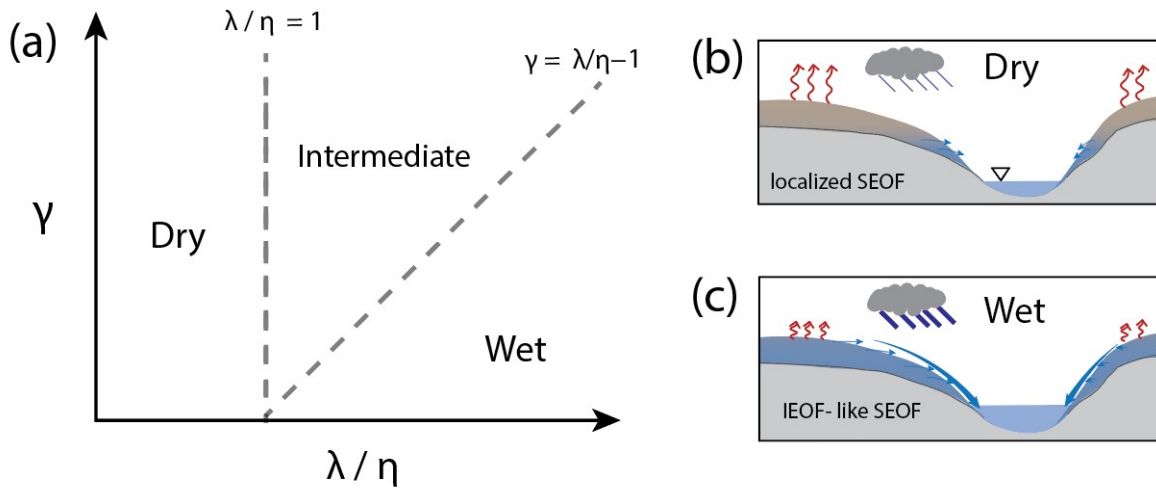 (a)
λ / η = 1
γ = λ/η−1
Intermediate
Dry
γ
Wet
λ / η
(b)
Dry
localized SEOF
(c)
Wet
IEOF- like SEOF